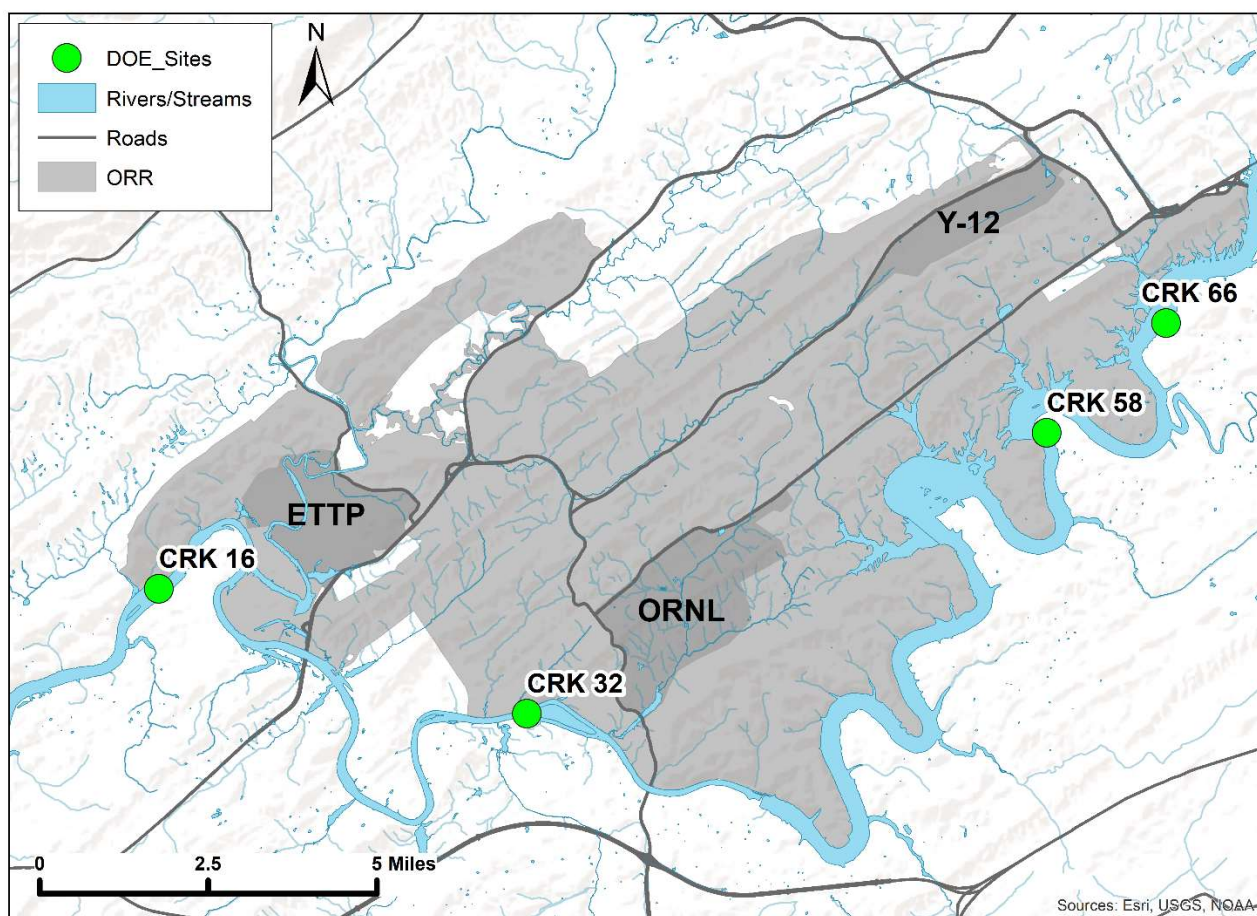 DOE_Sites
Rivers/Streams
Roads
ORR
N
Y-12
CRK 66
CRK 58
ETTP
CRK 16
ORNL
CRK 32
0 2.5 5 Miles
Sources: Esri, USGS, NOAA